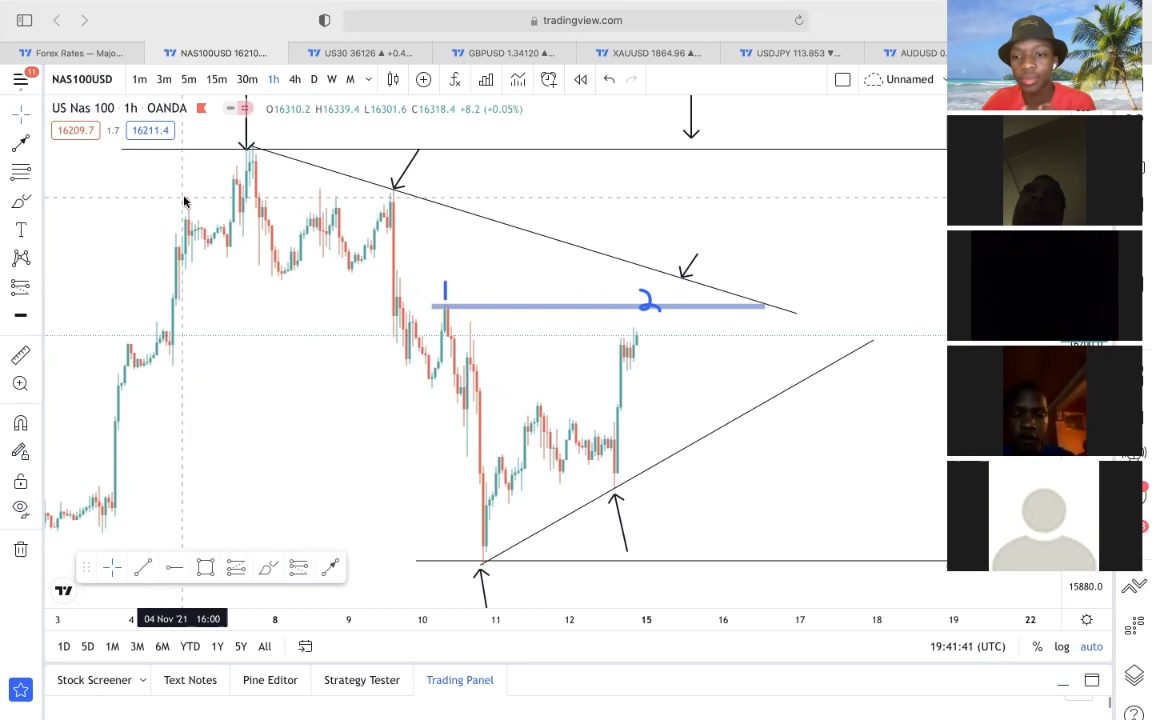 tradingview.com
Forex Rates — Majo...
NAS100USD 16210...
US30 36126 ▲ +0.4...
GBPUSD 1.34120 ▲...
XAUUSD 1864.96 ▲...
USDJPY 113.853 ▼...
AUDUSD 0.
11
NAS100USD
1m 3m 5m 15m 30m 1h 4h D W M
Unnamed
US Nas 100 · 1h · OANDA
O16310.2 H16339.4 L16301.6 C16318.4 +8.2 (+0.05%)
16209.7 1.7 16211.4
1
2
15880.0
3 4 04 Nov '21 16:00 8 9 10 11 12 15 16 17 18 19 22
1D 5D 1M 3M 6M YTD 1Y 5Y All
19:41:41 (UTC) % log auto
Stock Screener Text Notes Pine Editor Strategy Tester Trading Panel